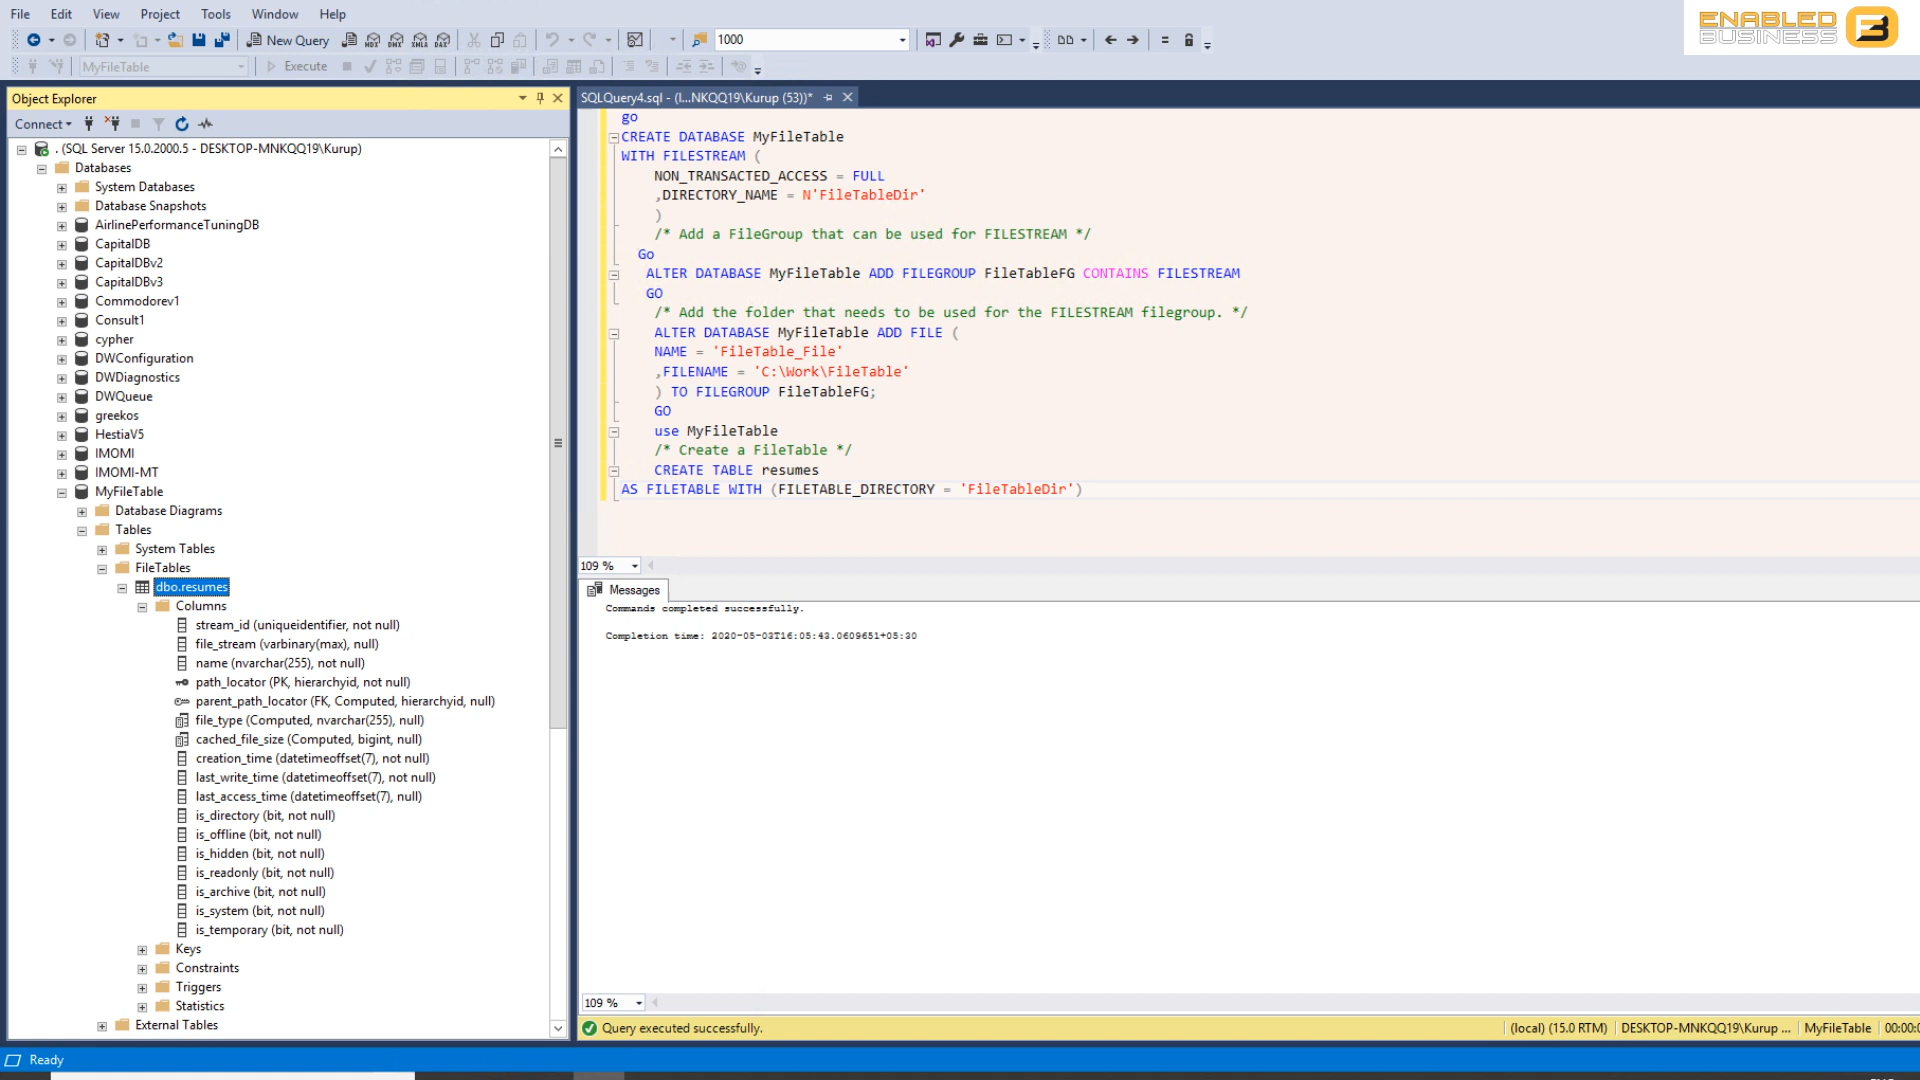 File Edit View Project Tools Window Help
ENABLED
BUSINESS
New Query
1000
MyFileTable
Execute
Object Explorer
Connect
. (SQL Server 15.0.2000.5 - DESKTOP-MNKQQ19\Kurup)
Databases
System Databases
Database Snapshots
AirlinePerformanceTuningDB
CapitalDB
CapitalDBv2
CapitalDBv3
Commodorev1
Consult1
cypher
DWConfiguration
DWDiagnostics
DWQueue
greekos
HestiaV5
IMOMI
IMOMI-MT
MyFileTable
Database Diagrams
Tables
System Tables
FileTables
dbo.resumes
Columns
stream_id (uniqueidentifier, not null)
file_stream (varbinary(max), null)
name (nvarchar(255), not null)
path_locator (PK, hierarchyid, not null)
parent_path_locator (FK, Computed, hierarchyid, null)
file_type (Computed, nvarchar(255), null)
cached_file_size (Computed, bigint, null)
creation_time (datetimeoffset(7), not null)
last_write_time (datetimeoffset(7), not null)
last_access_time (datetimeoffset(7), null)
is_directory (bit, not null)
is_offline (bit, not null)
is_hidden (bit, not null)
is_readonly (bit, not null)
is_archive (bit, not null)
is_system (bit, not null)
is_temporary (bit, not null)
Keys
Constraints
Triggers
Statistics
External Tables
SQLQuery4.sql - (l...NKQQ19\Kurup (53))*
go
CREATE DATABASE MyFileTable
WITH FILESTREAM (
NON_TRANSACTED_ACCESS = FULL
,DIRECTORY_NAME = N'FileTableDir'
)
/* Add a FileGroup that can be used for FILESTREAM */
Go
ALTER DATABASE MyFileTable ADD FILEGROUP FileTableFG CONTAINS FILESTREAM
GO
/* Add the folder that needs to be used for the FILESTREAM filegroup. */
ALTER DATABASE MyFileTable ADD FILE (
NAME = 'FileTable_File'
,FILENAME = 'C:\Work\FileTable'
) TO FILEGROUP FileTableFG;
GO
use MyFileTable
/* Create a FileTable */
CREATE TABLE resumes
AS FILETABLE WITH (FILETABLE_DIRECTORY = 'FileTableDir')
109 %
Messages
Commands completed successfully.
Completion time: 2020-05-03T16:05:43.0609651+05:30
109 %
Query executed successfully.
(local) (15.0 RTM) DESKTOP-MNKQQ19\Kurup ... MyFileTable 00:00:0
Ready